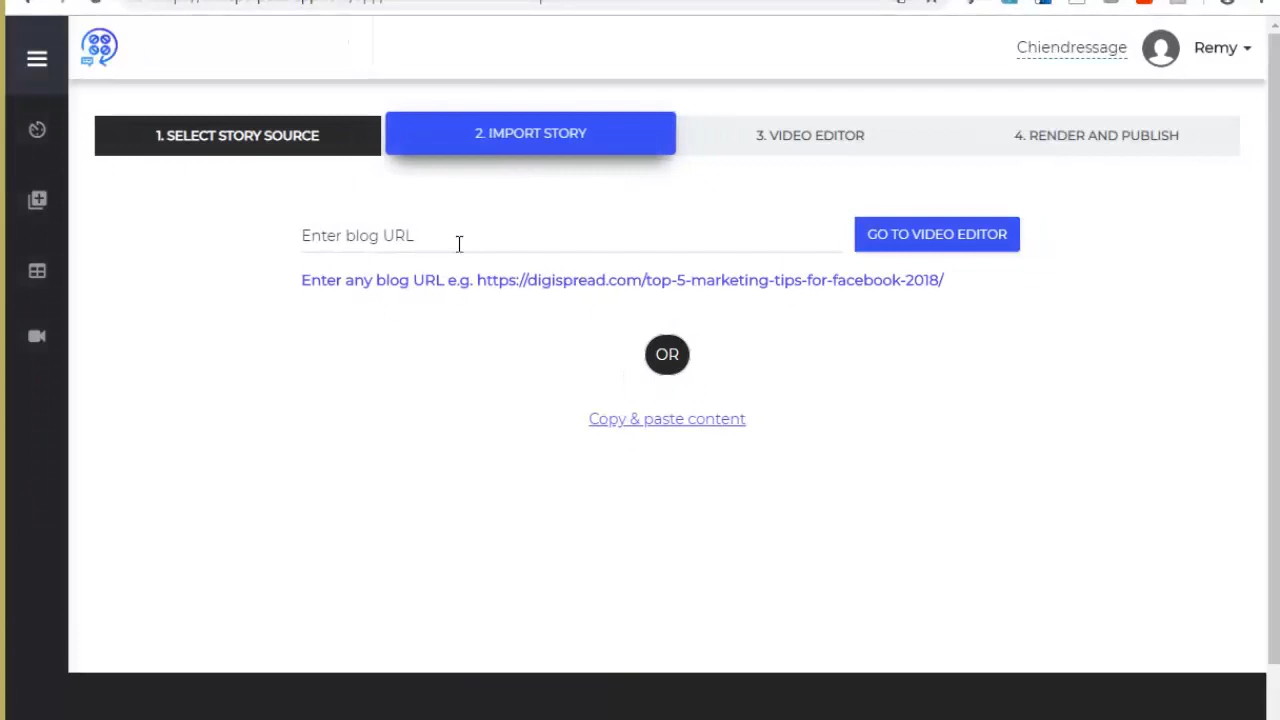 Chiendressage
Remy
1. SELECT STORY SOURCE
2. IMPORT STORY
3. VIDEO EDITOR
4. RENDER AND PUBLISH
Enter blog URL
GO TO VIDEO EDITOR
Enter any blog URL e.g. https://digispread.com/top-5-marketing-tips-for-facebook-2018/
OR
Copy & paste content